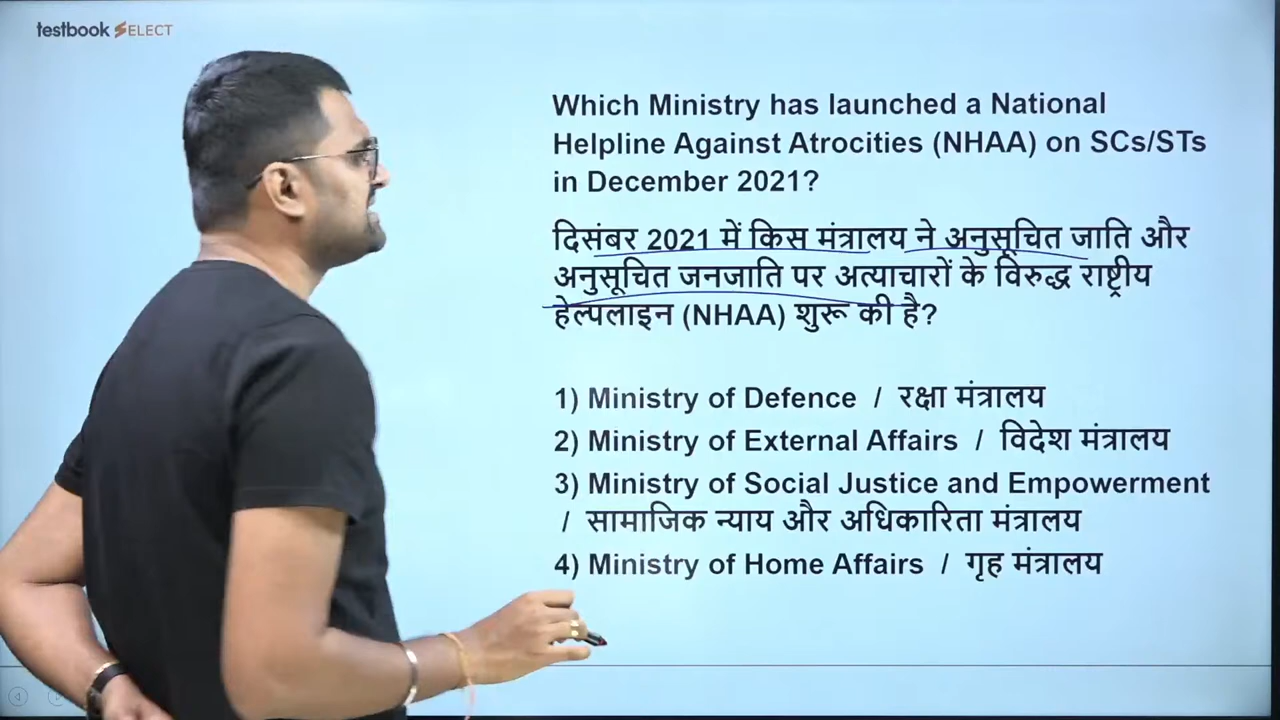 testbook SELECT
Which Ministry has launched a National
Helpline Against Atrocities (NHAA) on SCs/STs
in December 2021?
दिसंबर 2021 में किस मंत्रालय ने अनुसूचित जाति और
अनुसूचित जनजाति पर अत्याचारों के विरुद्ध राष्ट्रीय
हेल्पलाइन (NHAA) शुरू की है?
1) Ministry of Defence / रक्षा मंत्रालय
2) Ministry of External Affairs / विदेश मंत्रालय
3) Ministry of Social Justice and Empowerment
/ सामाजिक न्याय और अधिकारिता मंत्रालय
4) Ministry of Home Affairs / गृह मंत्रालय